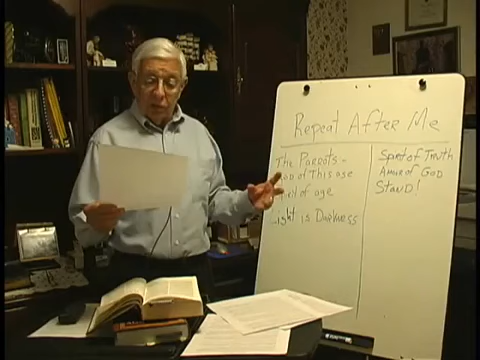 Repeat After Me
The Parrots -
of This age
of age
is Darkness
Spirit of Truth
Armor of GOD
STAND!